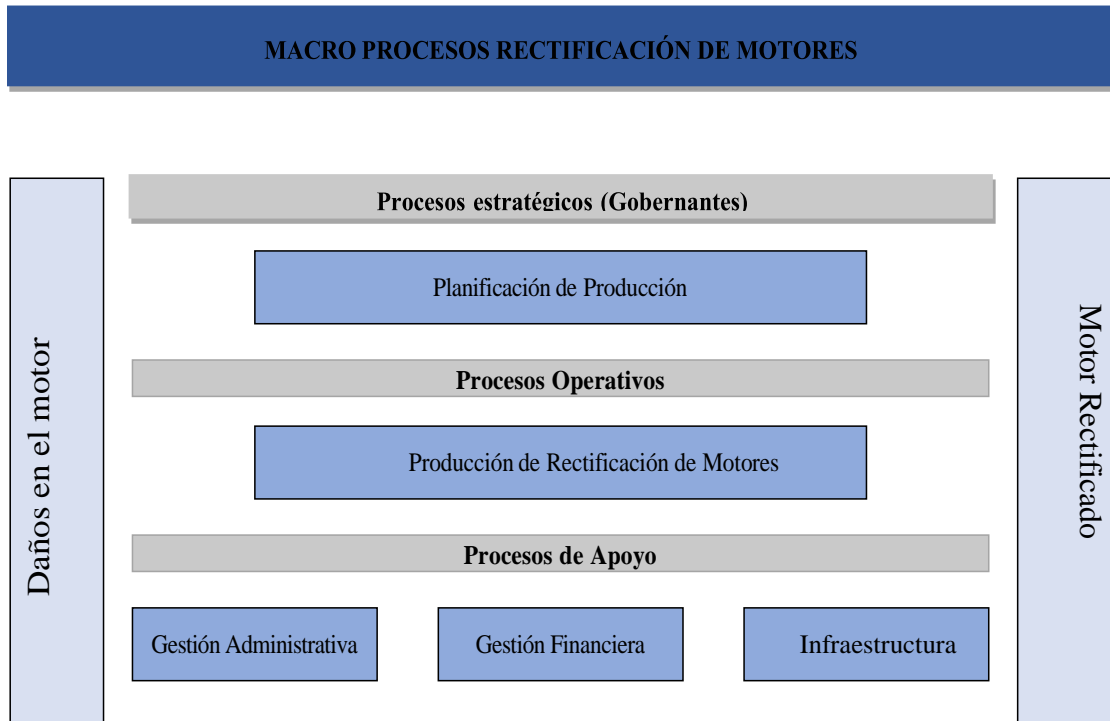 MACRO PROCESOS RECTIFICACIÓN DE MOTORES
Daños en el motor
Procesos estratégicos (Gobernantes)
Planificación de Producción
Procesos Operativos
Producción de Rectificación de Motores
Procesos de Apoyo
Gestión Administrativa
Gestión Financiera
Infraestructura
Motor Rectificado